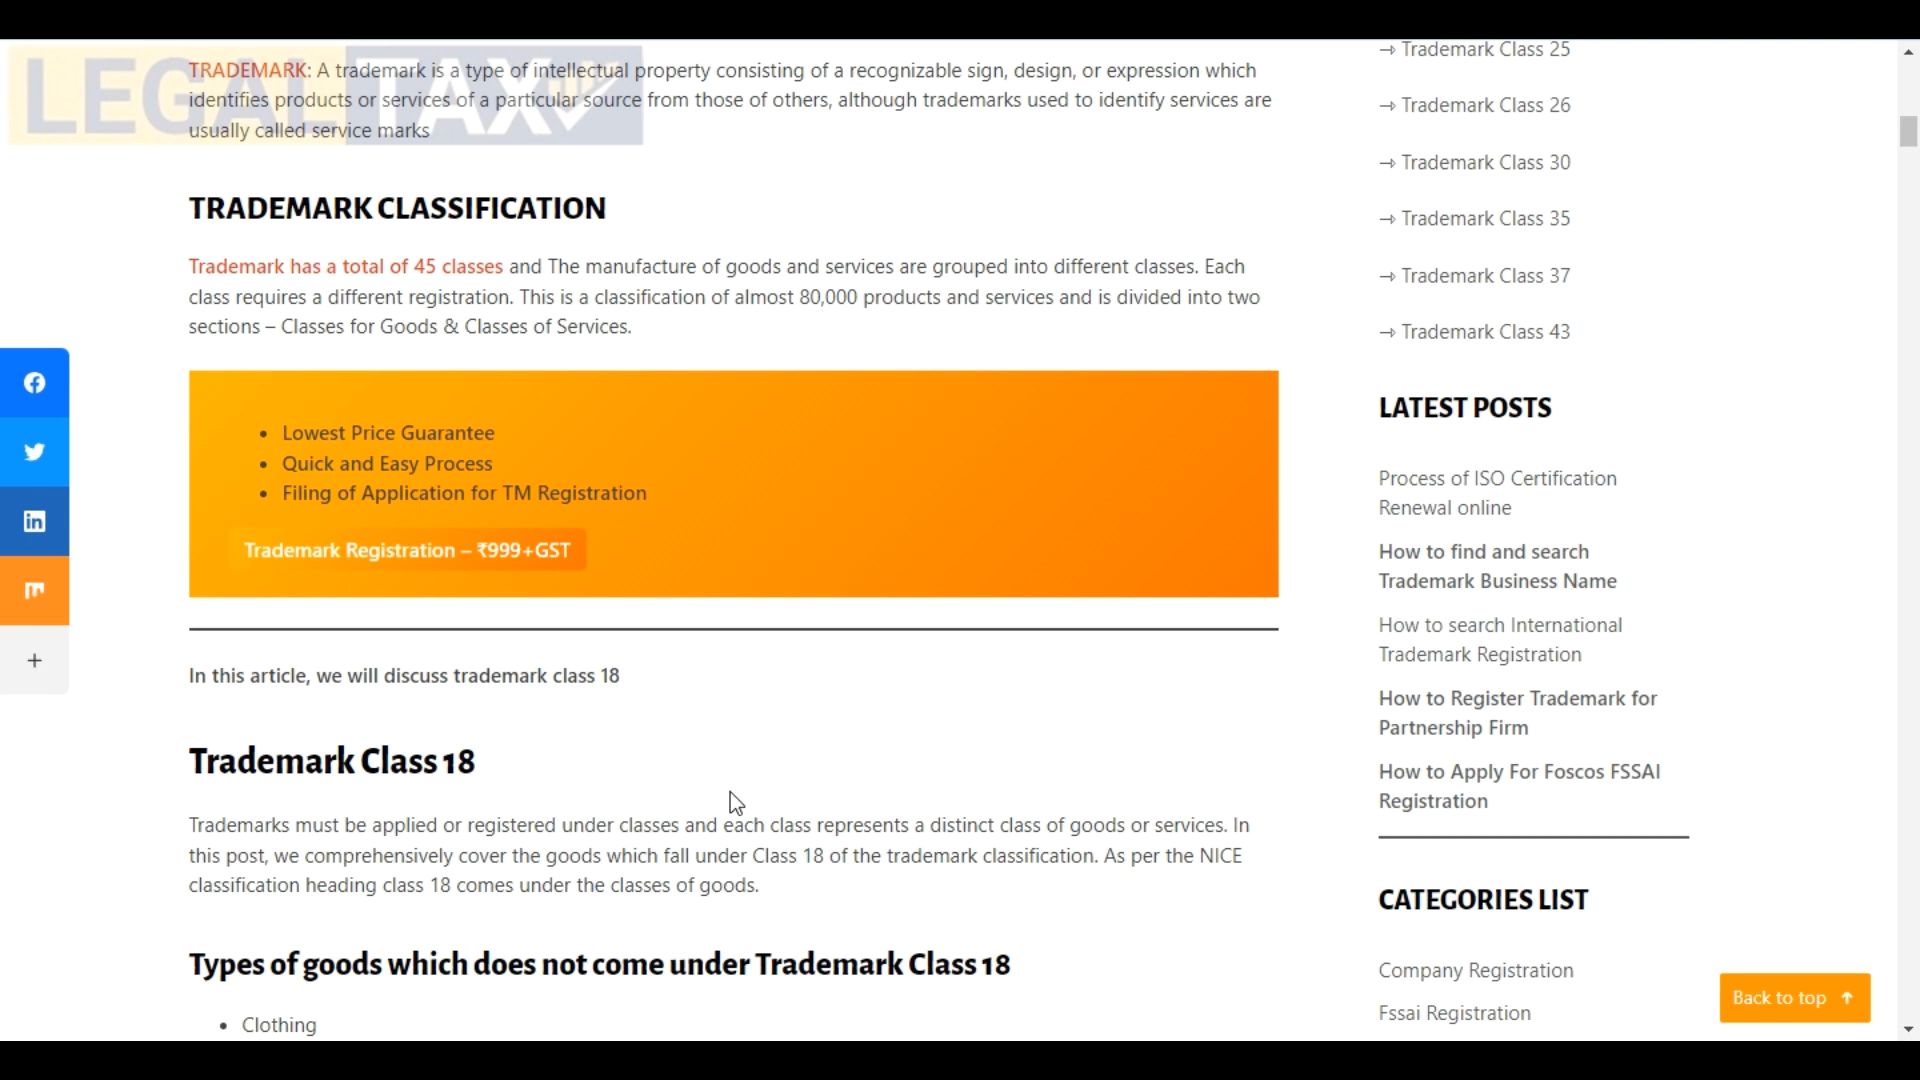 LEGAL TAX
TRADEMARK: A trademark is a type of intellectual property consisting of a recognizable sign, design, or expression which
identifies products or services of a particular source from those of others, although trademarks used to identify services are
usually called service marks
TRADEMARK CLASSIFICATION
Trademark has a total of 45 classes and The manufacture of goods and services are grouped into different classes. Each
class requires a different registration. This is a classification of almost 80,000 products and services and is divided into two
sections – Classes for Goods & Classes of Services.
• Lowest Price Guarantee
• Quick and Easy Process
• Filing of Application for TM Registration
Trademark Registration – ₹999+GST
In this article, we will discuss trademark class 18
Trademark Class 18
Trademarks must be applied or registered under classes and each class represents a distinct class of goods or services. In
this post, we comprehensively cover the goods which fall under Class 18 of the trademark classification. As per the NICE
classification heading class 18 comes under the classes of goods.
Types of goods which does not come under Trademark Class 18
• Clothing
→ Trademark Class 25
→ Trademark Class 26
→ Trademark Class 30
→ Trademark Class 35
→ Trademark Class 37
→ Trademark Class 43
LATEST POSTS
Process of ISO Certification
Renewal online
How to find and search
Trademark Business Name
How to search International
Trademark Registration
How to Register Trademark for
Partnership Firm
How to Apply For Foscos FSSAI
Registration
CATEGORIES LIST
Company Registration
Fssai Registration
Back to top ↑